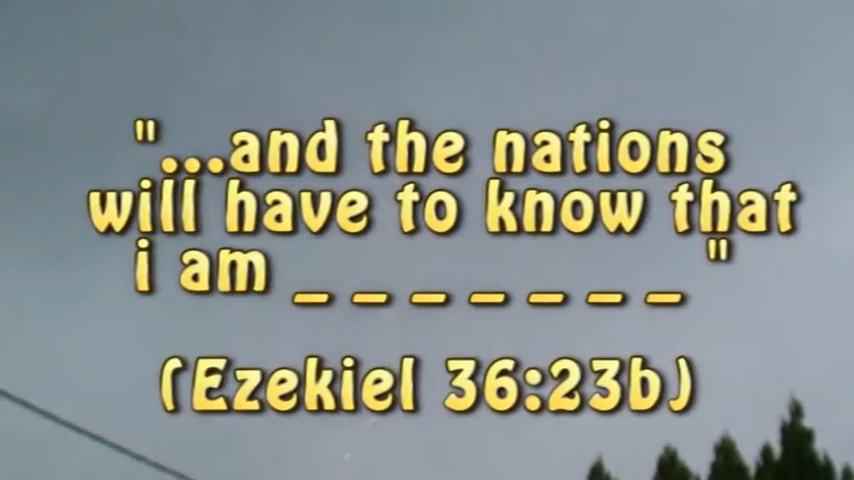 "...and the nations
will have to know that
i am _ _ _ _ _ _ _ "
(Ezekiel 36:23b)